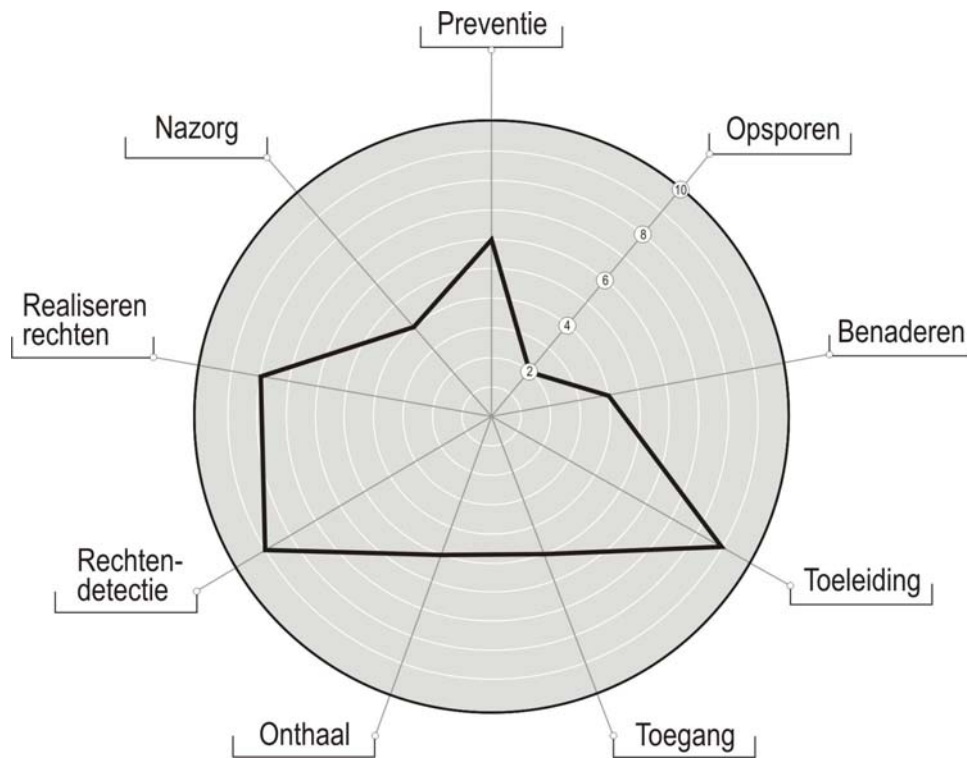 Preventie
Nazorg
Opsporen
10
8
6
4
2
Realiseren
rechten
Benaderen
Rechten-
detectie
Toeleiding
Onthaal
Toegang